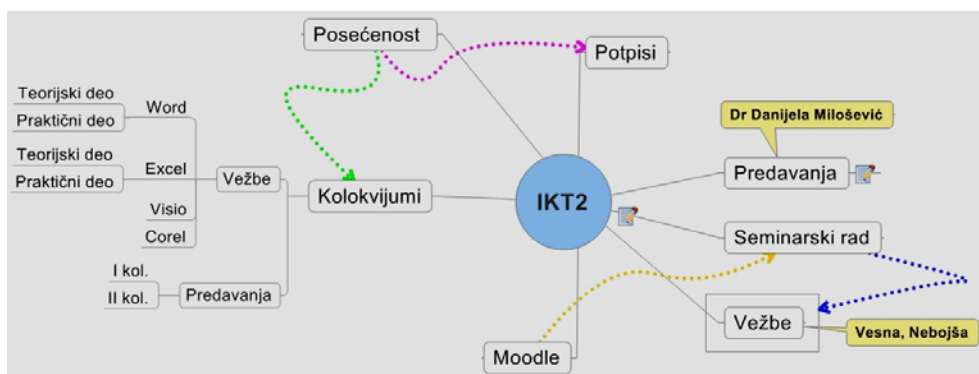 Posećenost
Potpisi
Dr Danijela Milošević
Predavanja
IKT2
Seminarski rad
Vežbe
Vesna, Nebojša
Moodle
Kolokvijumi
Vežbe
Word
Teorijski deo
Praktični deo
Excel
Teorijski deo
Praktični deo
Visio
Corel
Predavanja
I kol.
II kol.